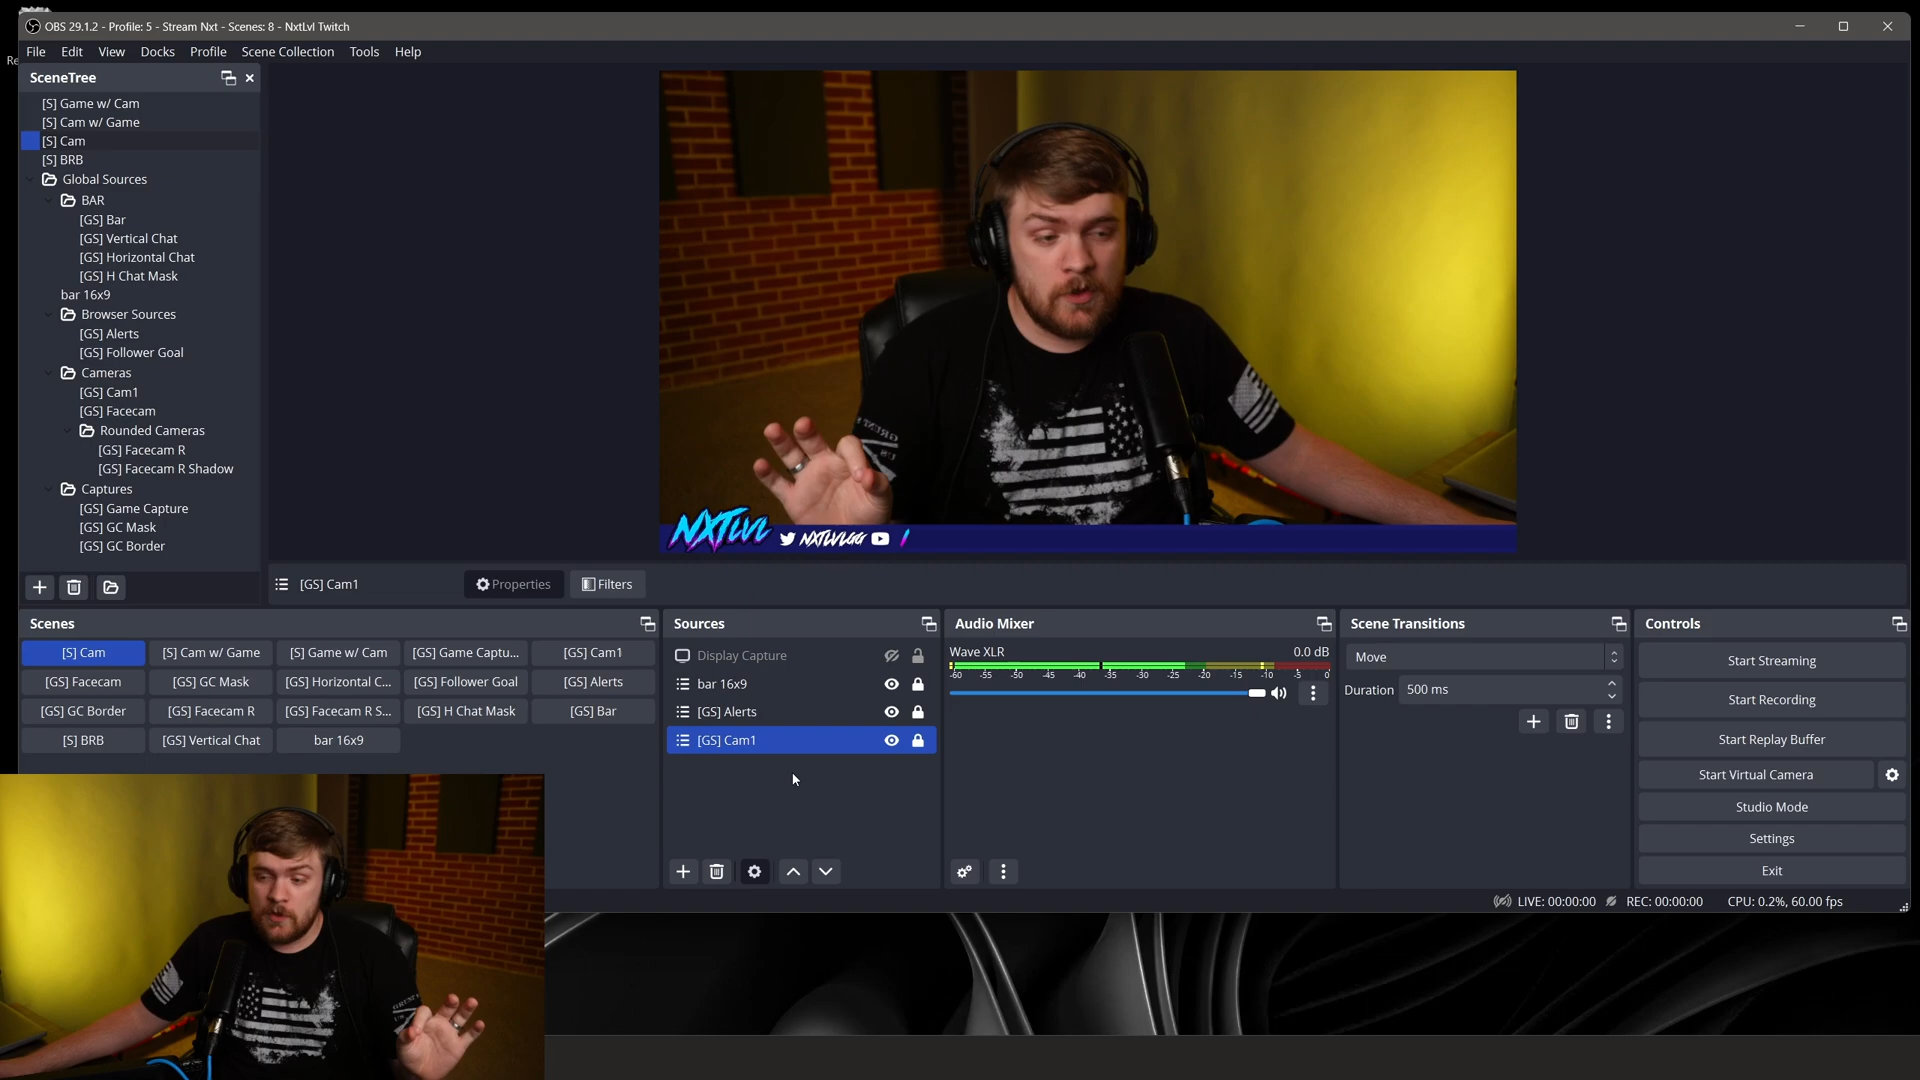 OBS 29.1.2 - Profile: 5 - Stream Nxt - Scenes: 8 - NxtLvl Twitch
File Edit View Docks Profile Scene Collection Tools Help
SceneTree
[S] Game w/ Cam
[S] Cam w/ Game
[S] Cam
[S] BRB
Global Sources
BAR
[GS] Bar
[GS] Vertical Chat
[GS] Horizontal Chat
[GS] H Chat Mask
bar 16x9
Browser Sources
[GS] Alerts
[GS] Follower Goal
Cameras
[GS] Cam1
[GS] Facecam
Rounded Cameras
[GS] Facecam R
[GS] Facecam R Shadow
Captures
[GS] Game Capture
[GS] GC Mask
[GS] GC Border
NXTLVL NXTLVLGG
[GS] Cam1 Properties Filters
Scenes
[S] Cam [S] Cam w/ Game [S] Game w/ Cam [GS] Game Captu... [GS] Cam1
[GS] Facecam [GS] GC Mask [GS] Horizontal C... [GS] Follower Goal [GS] Alerts
[GS] GC Border [GS] Facecam R [GS] Facecam R S... [GS] H Chat Mask [GS] Bar
[S] BRB [GS] Vertical Chat bar 16x9
Sources
Display Capture
bar 16x9
[GS] Alerts
[GS] Cam1
Audio Mixer
Wave XLR 0.0 dB
-60 -55 -50 -45 -40 -35 -30 -25 -20 -15 -10 -5 0
Scene Transitions
Move
Duration 500 ms
Controls
Start Streaming
Start Recording
Start Replay Buffer
Start Virtual Camera
Studio Mode
Settings
Exit
LIVE: 00:00:00 REC: 00:00:00 CPU: 0.2%, 60.00 fps